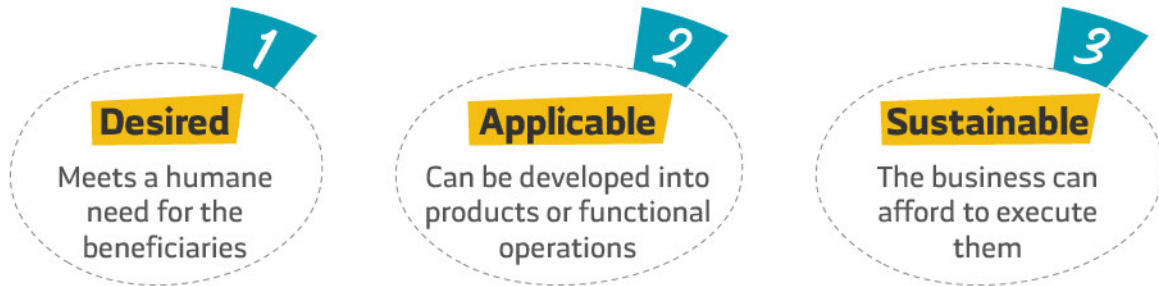 1
Desired
Meets a humane
need for the
beneficiaries
2
Applicable
Can be developed into
products or functional
operations
3
Sustainable
The business can
afford to execute
them